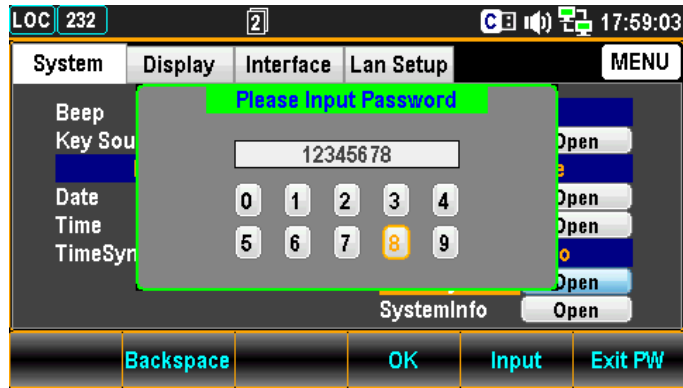 LOC 232 2 C 17:59:03
System Display Interface Lan Setup MENU
Please Input Password
Beep
Key Sou
Open
12345678
Date
Open
0 1 2 3 4
Time
Open
5 6 7 8 9
TimeSyn
o
Open
SystemInfo Open
Backspace OK Input Exit PW